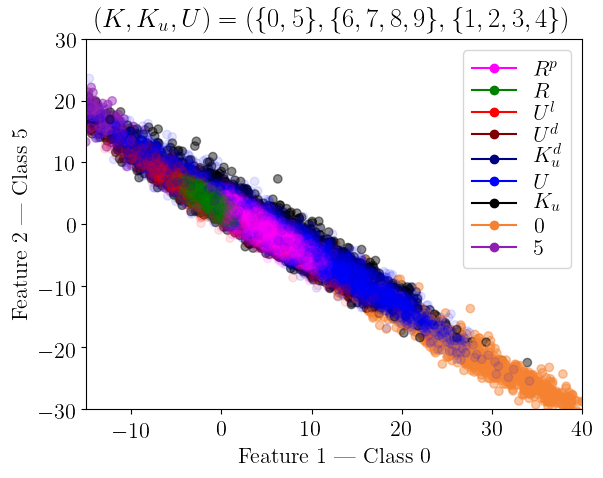 (K, K_u, U) = ({0, 5}, {6, 7, 8, 9}, {1, 2, 3, 4})
R^p
R
U^l
U^d
K_u^d
U
K_u
0
5
30
20
10
0
−10
−20
−30
Feature 2 — Class 5
−10 0 10 20 30 40
Feature 1 — Class 0